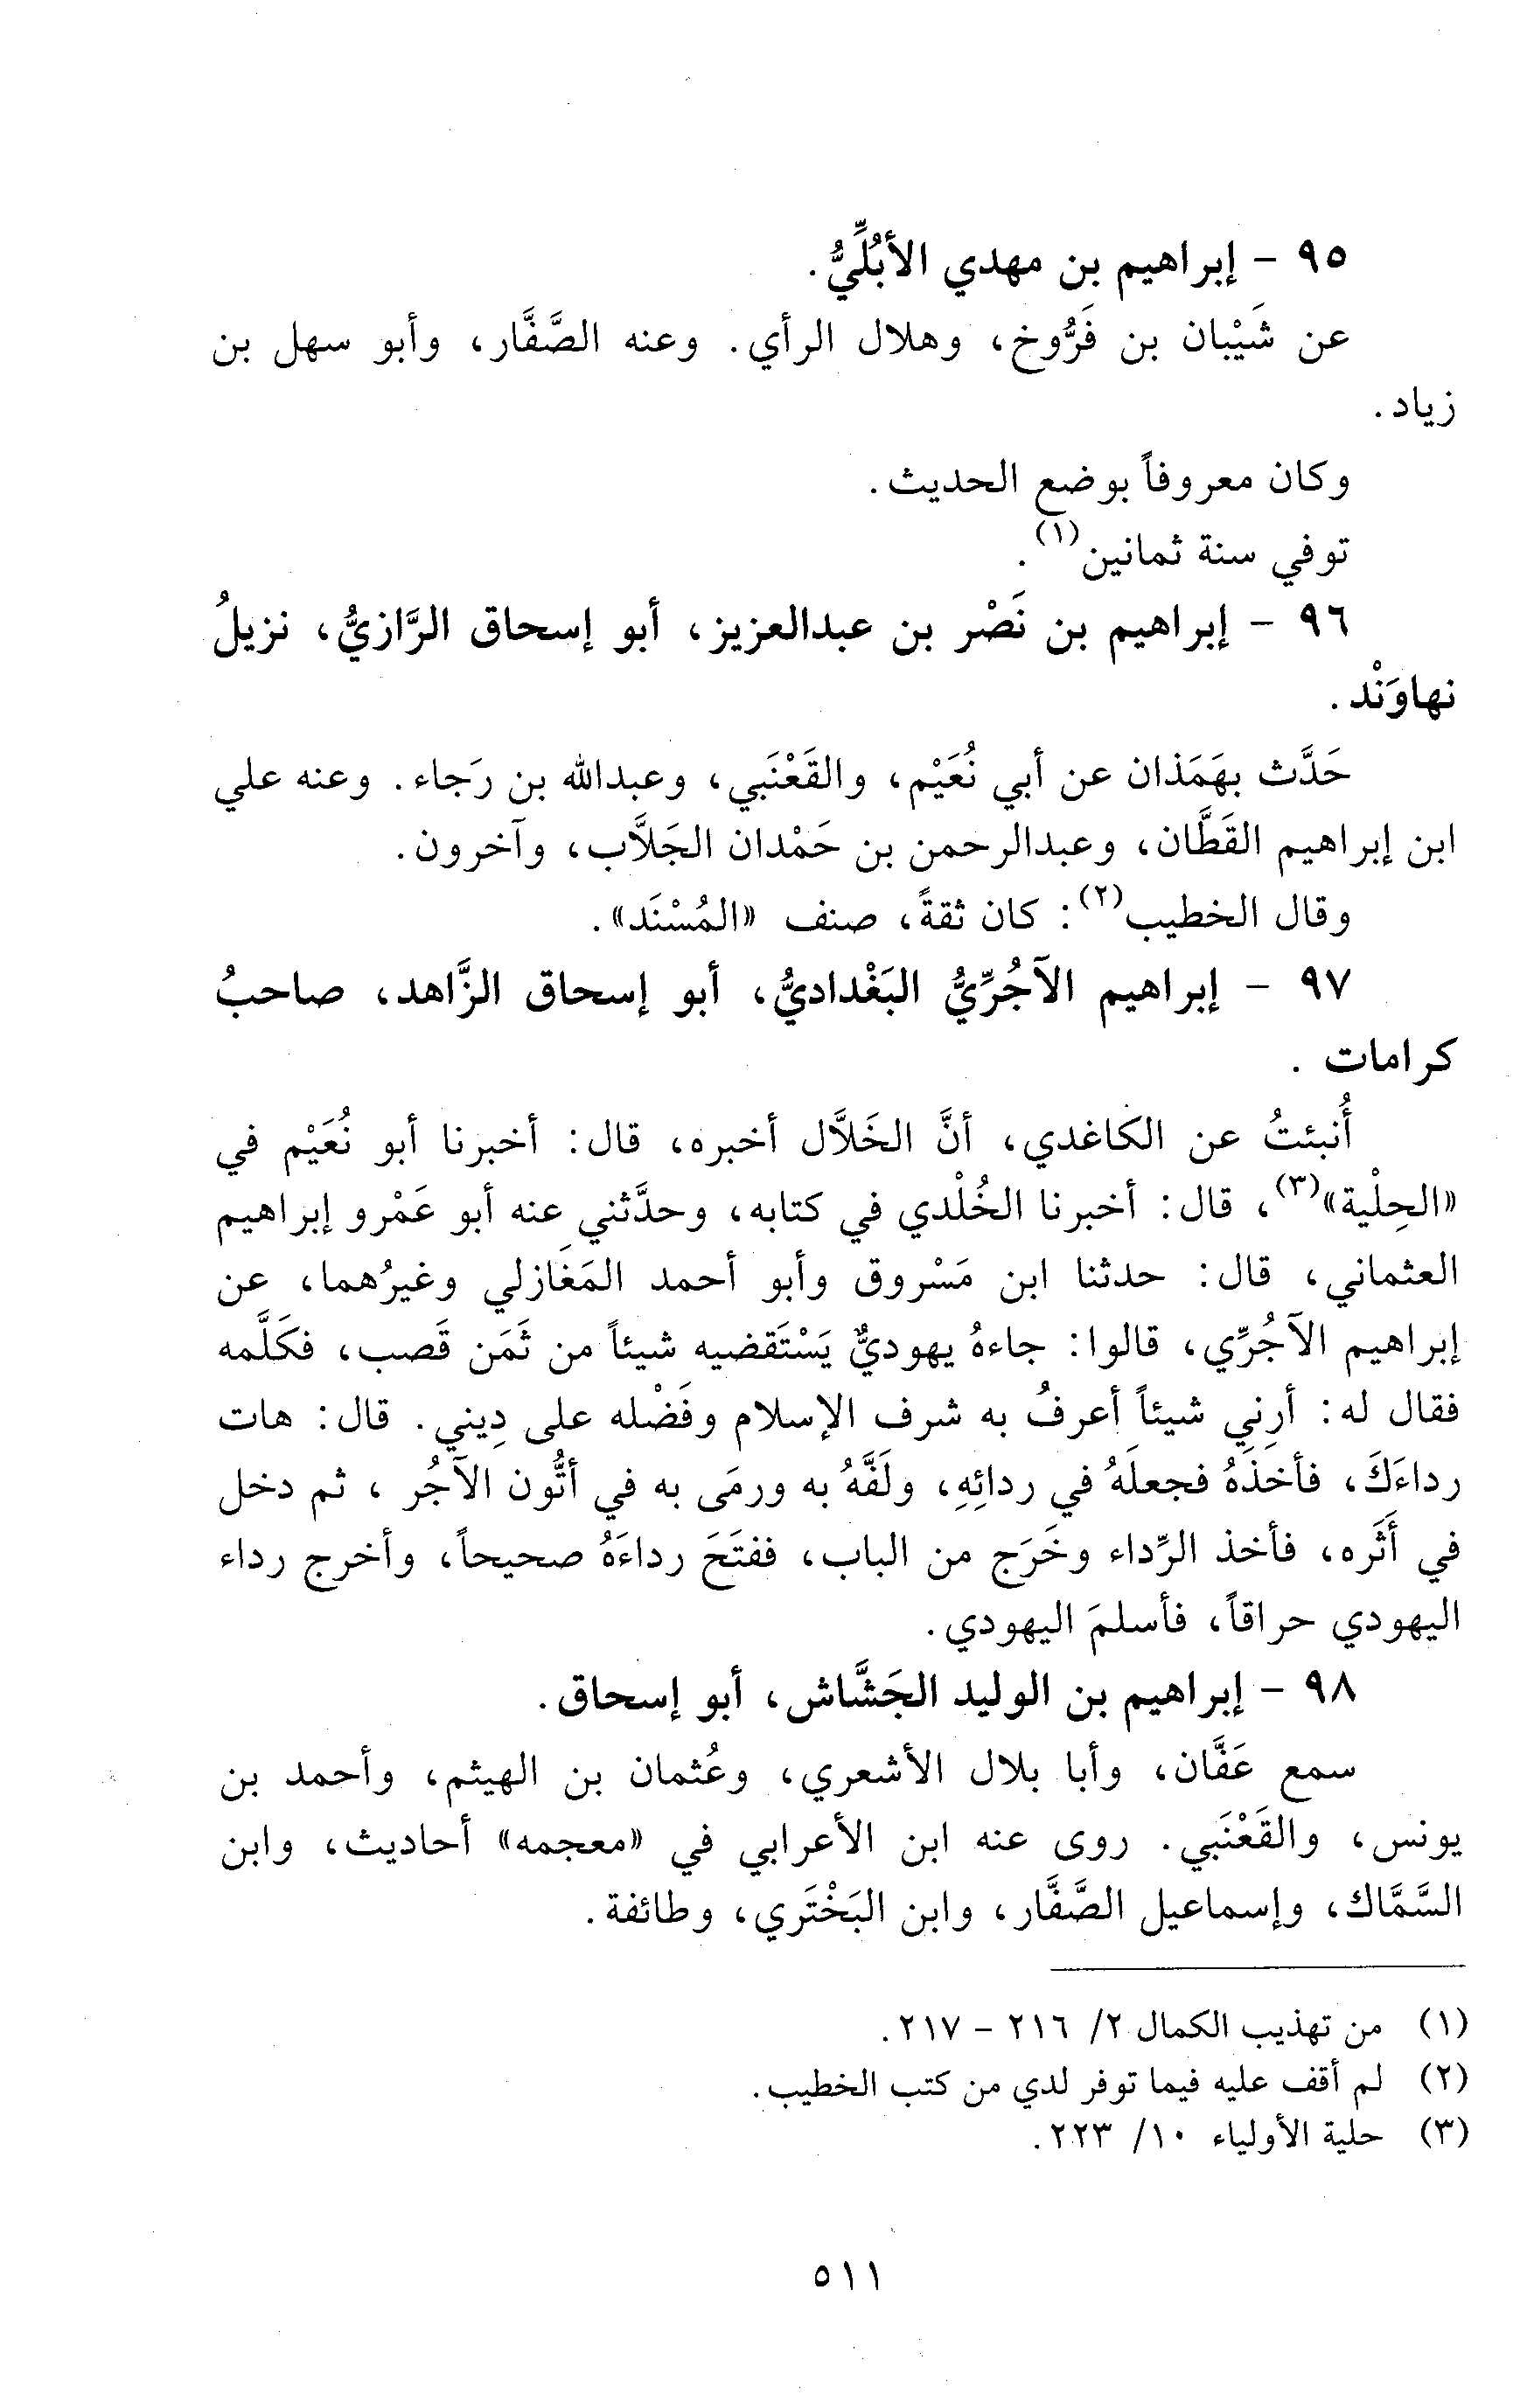 ٩٥ - إبراهيم بن مهدي الأبُلِّيُّ.
عن شَيْبان بن فَرُّوخ، وهلال الرأي. وعنه الصَّفَّار، وأبو سهل بن
زياد.
وكان معروفاً بوضع الحديث.
توفي سنة ثمانين(١).
٩٦ - إبراهيم بن نَصْر بن عبدالعزيز، أبو إسحاق الرَّازيُّ، نزيلُ
نهاوَنْد.
حَدَّث بهَمَذان عن أبي نُعَيْم، والقَعْنَبي، وعبدالله بن رَجاء. وعنه علي
ابن إبراهيم القَطَّان، وعبدالرحمن بن حَمْدان الجَلاَّب، وآخرون.
وقال الخطيب(٢): كان ثقةً، صنف «المُسْنَد».
٩٧ - إبراهيم الآجُرِّيُّ البَغْداديُّ، أبو إسحاق الزَّاهد، صاحبُ
كرامات .
أُنبئتُ عن الكاغدي، أنَّ الخَلاَّل أخبره، قال: أخبرنا أبو نُعَيْم في
«الحِلْية»(٣)، قال: أخبرنا الخُلْدي في كتابه، وحدَّثني عنه أبو عَمْرو إبراهيم
العثماني، قال: حدثنا ابن مَسْروق وأبو أحمد المَغَازلي وغيرُهما، عن
إبراهيم الآجُرِّي، قالوا: جاءهُ يهوديٌّ يَسْتَقضيه شيئاً من ثَمَن قَصب، فكَلَّمه
فقال له: أرِنِي شيئاً أعرفُ به شرف الإسلام وفَضْله على دِيني. قال: هات
رداءَكَ، فأخذَهُ فجعلَهُ في ردائِهِ، ولَفَّهُ به ورمَى به في أتُّون الآجُر ، ثم دخل
في أَثَره، فأخذ الرِّداء وخَرَج من الباب، ففتَحَ رداءَهُ صحيحاً، وأخرج رداء
اليهودي حراقاً، فأسلمَ اليهودي.
٩٨ - إبراهيم بن الوليد الجَشَّاش، أبو إسحاق.
سمع عَفَّان، وأبا بلال الأشعري، وعُثمان بن الهيثم، وأحمد بن
يونس، والقَعْنَبي. روى عنه ابن الأعرابي في «معجمه» أحاديث، وابن
السَّمَّاك، وإسماعيل الصَّفَّار، وابن البَخْتَري، وطائفة.
(١) من تهذيب الكمال ٢/ ٢١٦ - ٢١٧.
(٢) لم أقف عليه فيما توفر لدي من كتب الخطيب.
(٣) حلية الأولياء ١٠/ ٢٢٣.
٥١١